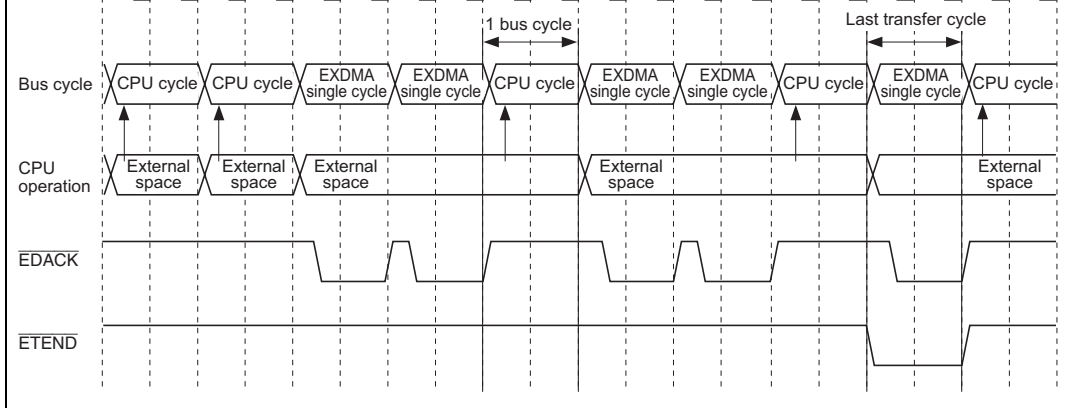 1 bus cycle
Last transfer cycle
Bus cycle
CPU cycle
CPU cycle
EXDMA
single cycle
EXDMA
single cycle
CPU cycle
EXDMA
single cycle
EXDMA
single cycle
CPU cycle
EXDMA
single cycle
CPU cycle
CPU
operation
External
space
External
space
External
space
External
space
External
space
EDACK
ETEND